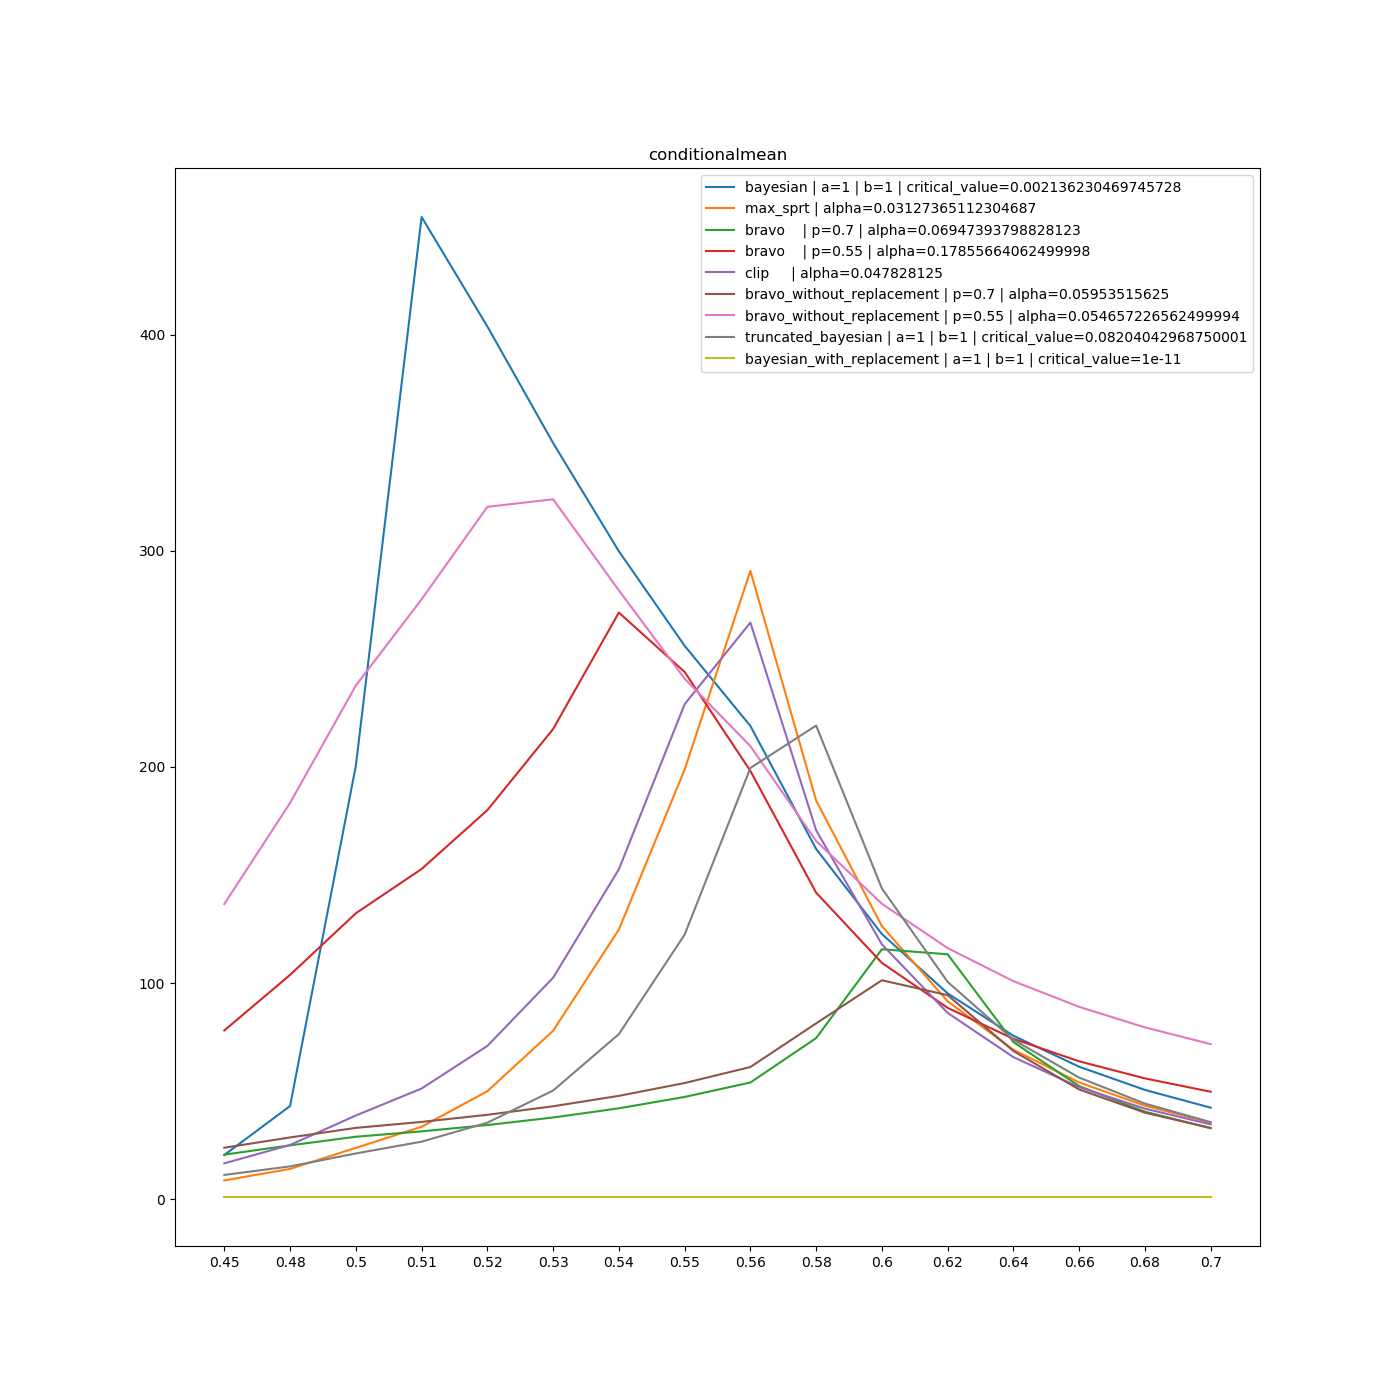 conditionalmean
bayesian | a=1 | b=1 | critical_value=0.002136230469745728
max_sprt | alpha=0.03127365112304687
bravo    | p=0.7 | alpha=0.06947393798828123
bravo    | p=0.55 | alpha=0.17855664062499998
clip     | alpha=0.047828125
bravo_without_replacement | p=0.7 | alpha=0.05953515625
bravo_without_replacement | p=0.55 | alpha=0.054657226562499994
truncated_bayesian | a=1 | b=1 | critical_value=0.08204042968750001
bayesian_with_replacement | a=1 | b=1 | critical_value=1e-11
400
300
200
100
0
0.45 0.48 0.5 0.51 0.52 0.53 0.54 0.55 0.56 0.58 0.6 0.62 0.64 0.66 0.68 0.7